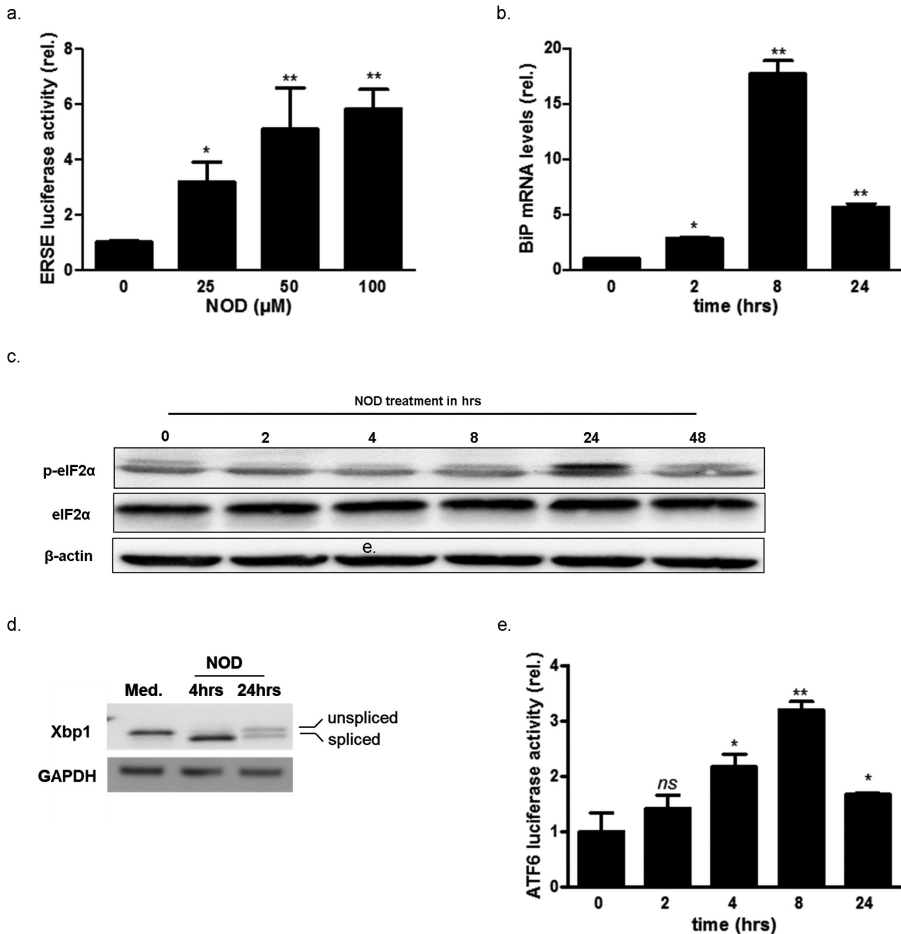 a.
ERSE luciferase activity (rel.)
8
6
4
2
0
*
**
**
0 25 50 100
NOD (µM)
b.
BiP mRNA levels (rel.)
20
15
10
5
0
*
**
**
0 2 8 24
time (hrs)
c.
NOD treatment in hrs
0 2 4 8 24 48
p-eIF2α
eIF2α
β-actin
e.
d.
NOD
Med. 4hrs 24hrs
Xbp1
unspliced
spliced
GAPDH
e.
ATF6 luciferase activity (rel.)
4
3
2
1
0
ns
*
**
*
0 2 4 8 24
time (hrs)